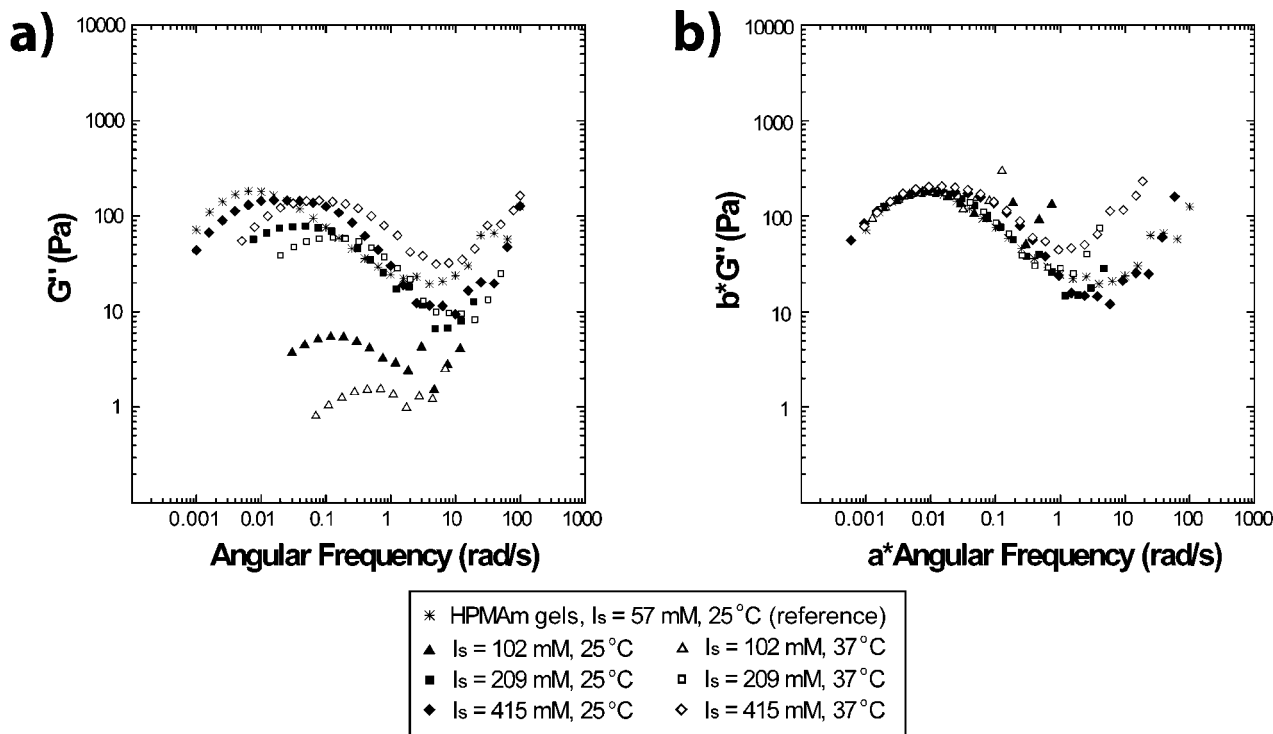 a)
10000
1000
100
10
1
G'' (Pa)
0.001 0.01 0.1 1 10 100 1000
Angular Frequency (rad/s)
b)
10000
1000
100
10
1
b*G'' (Pa)
0.001 0.01 0.1 1 10 100 1000
a*Angular Frequency (rad/s)
HPMAm gels, Is = 57 mM, 25°C (reference)
Is = 102 mM, 25°C Is = 102 mM, 37°C
Is = 209 mM, 25°C Is = 209 mM, 37°C
Is = 415 mM, 25°C Is = 415 mM, 37°C